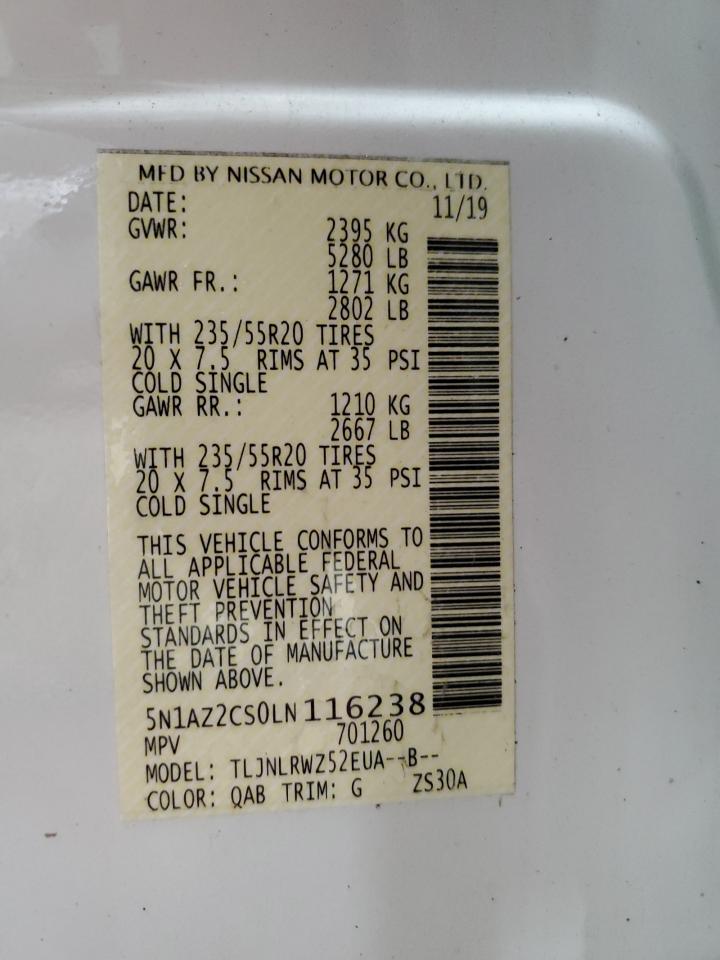 MFD BY NISSAN MOTOR CO., LTD.
DATE: 11/19
GVWR: 2395 KG
5280 LB
GAWR FR.: 1271 KG
2802 LB
WITH 235/55R20 TIRES
20 X 7.5 RIMS AT 35 PSI
COLD SINGLE
GAWR RR.: 1210 KG
2667 LB
WITH 235/55R20 TIRES
20 X 7.5 RIMS AT 35 PSI
COLD SINGLE
THIS VEHICLE CONFORMS TO
ALL APPLICABLE FEDERAL
MOTOR VEHICLE SAFETY AND
THEFT PREVENTION
STANDARDS IN EFFECT ON
THE DATE OF MANUFACTURE
SHOWN ABOVE.
5N1AZ2CS0LN116238
MPV 701260
MODEL: TLJNLRWZ52EUA--B--
COLOR: QAB TRIM: G ZS30A